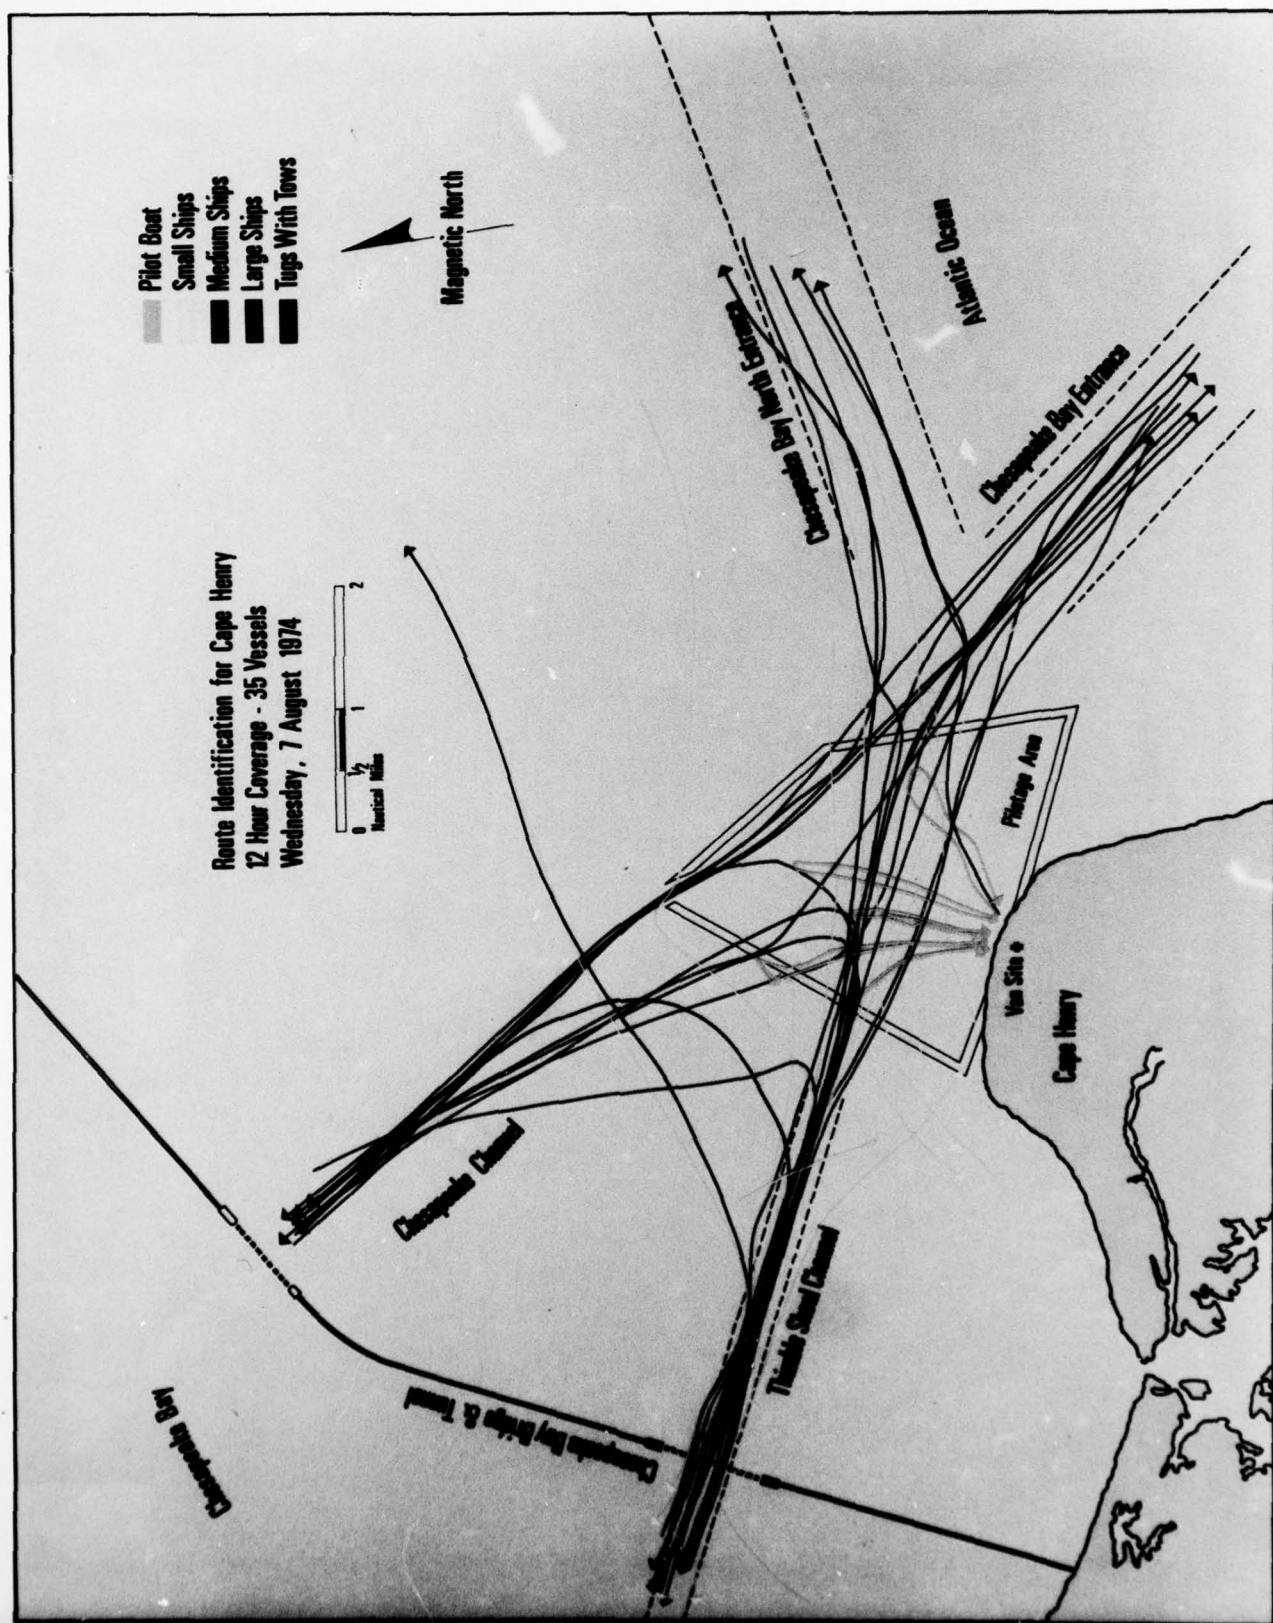 Route Identification for Cape Henry
12 Hour Coverage - 35 Vessels
Wednesday, 7 August 1974
0 1/2 1 2
Nautical Miles
Pilot Boat
Small Ships
Medium Ships
Large Ships
Tugs With Tows
Magnetic North
Chesapeake Bay
Chesapeake Channel
Chesapeake Bay Bridge & Tunnel
Thimble Shoal Channel
Chesapeake Bay North Entrance
Atlantic Ocean
Chesapeake Bay Entrance
Pilotage Area
Van Site
Cape Henry